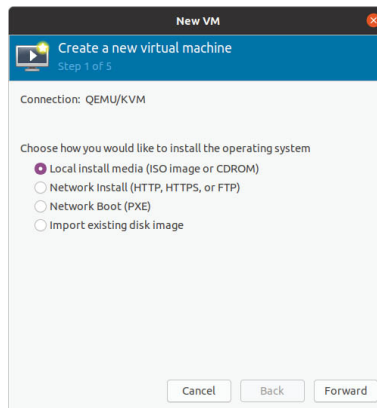 New VM
Create a new virtual machine
Step 1 of 5
Connection: QEMU/KVM
Choose how you would like to install the operating system
Local install media (ISO image or CDROM)
Network Install (HTTP, HTTPS, or FTP)
Network Boot (PXE)
Import existing disk image
Cancel Back Forward